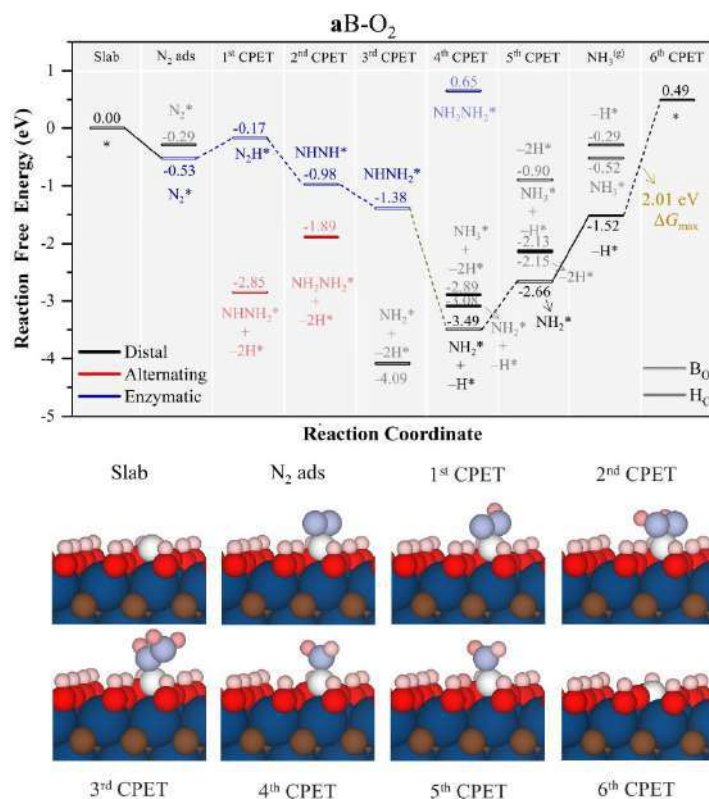 aB-O₂
Slab N₂ ads 1ˢᵗ CPET 2ⁿᵈ CPET 3ʳᵈ CPET 4ᵗʰ CPET 5ᵗʰ CPET NH₃⁽ᵍ⁾ 6ᵗʰ CPET
Reaction Free Energy (eV)
1
0
-1
-2
-3
-4
-5
0.00
*
N₂*
-0.29
-0.53
N₂*
-0.17
N₂H*
-2.85
NHNH₂*
+
−2H*
NHNH*
-0.98
-1.89
NH₂NH₂*
+
−2H*
NHNH₂*
-1.38
NH₂*
+
−2H*
-4.09
0.65
NH₂NH₂*
NH₃*
+
−2H*
-2.89
-3.08
-3.49
NH₂*
+
−H*
NH₂*
+
−H*
−2H*
-0.90
NH₃*
+
−H*
-2.13
-2.15
−2H*
-2.66
NH₂*
−H*
-0.29
-0.52
NH₃*
-1.52
−H*
0.49
*
2.01 eV
ΔGₘₐₓ
Distal
Alternating
Enzymatic
Reaction Coordinate
Slab N₂ ads 1ˢᵗ CPET 2ⁿᵈ CPET
3ʳᵈ CPET 4ᵗʰ CPET 5ᵗʰ CPET 6ᵗʰ CPET